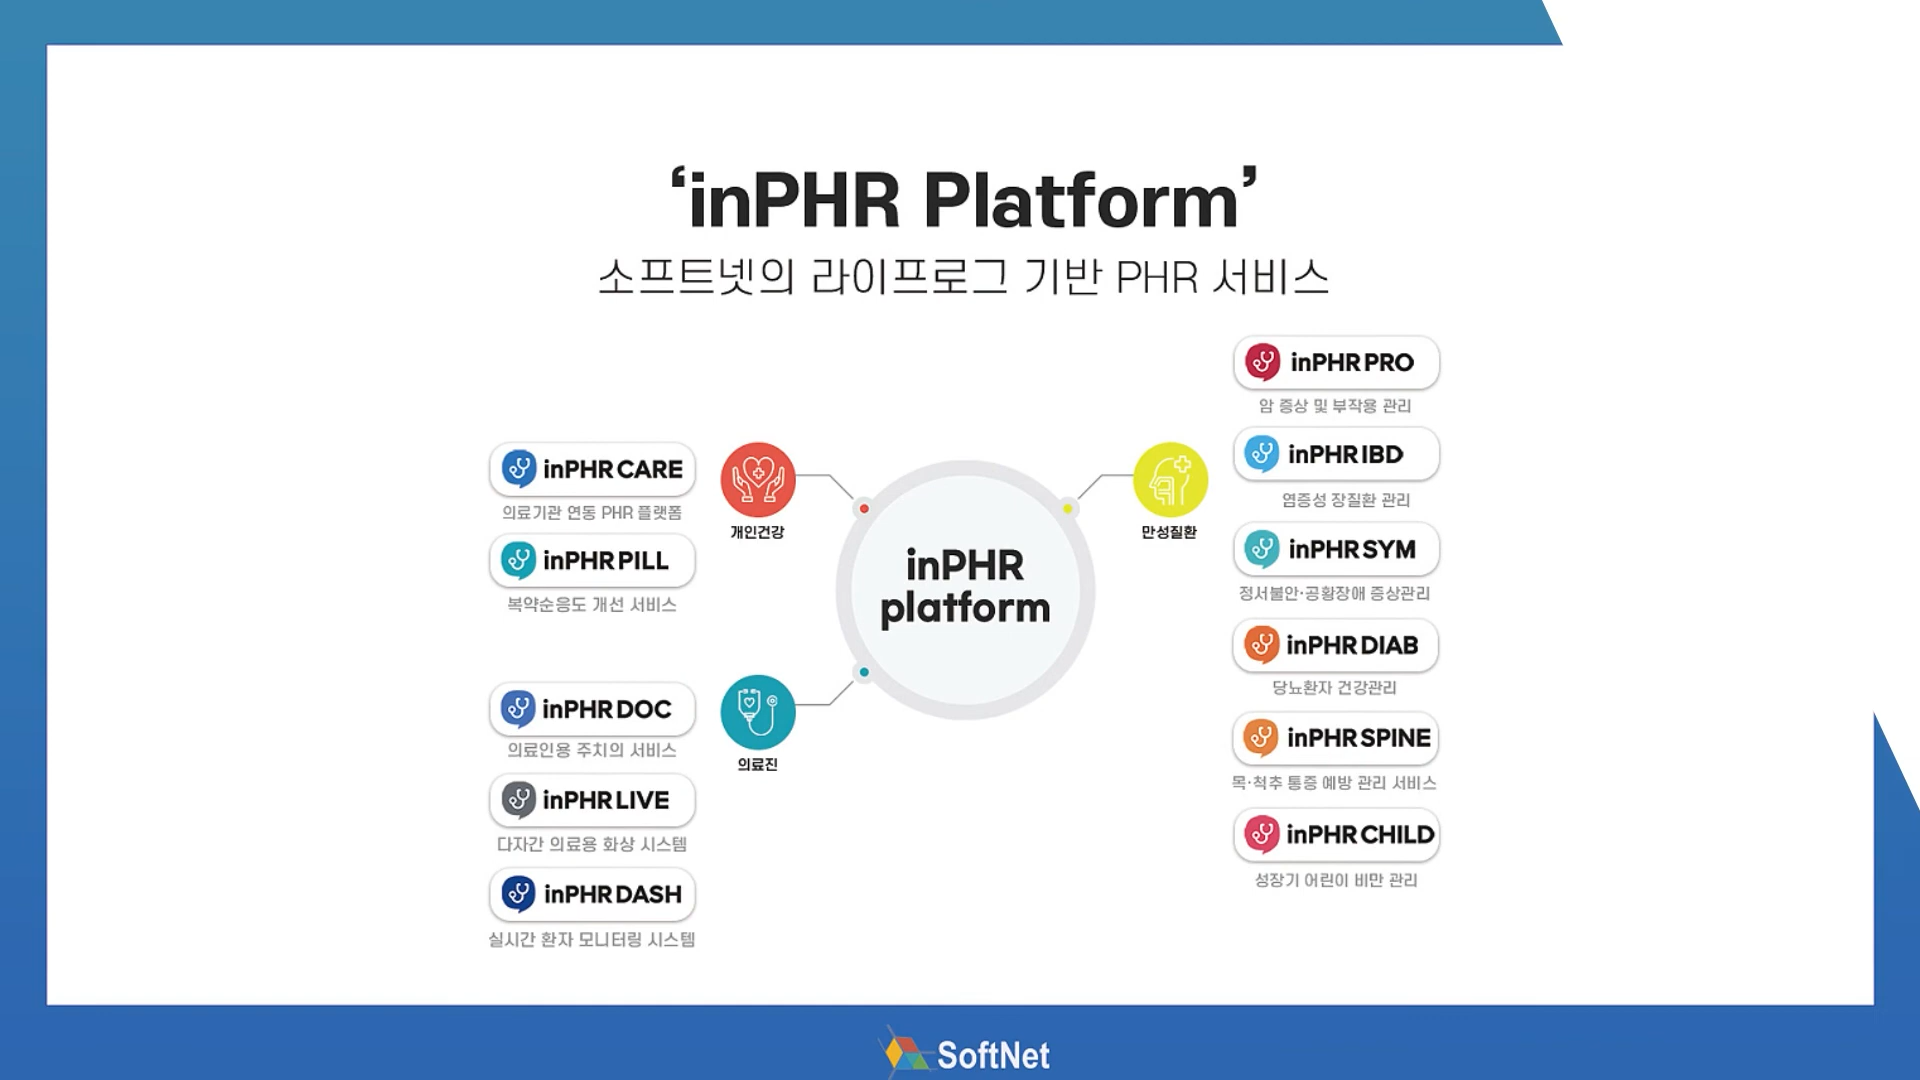 ‘inPHR Platform’
소프트넷의 라이프로그 기반 PHR 서비스
inPHR CARE
의료기관 연동 PHR 플랫폼
inPHR PILL
복약순응도 개선 서비스
개인건강
inPHR DOC
의료인용 주치의 서비스
inPHR LIVE
다자간 의료용 화상 시스템
inPHR DASH
실시간 환자 모니터링 시스템
의료진
inPHR
platform
만성질환
inPHR PRO
암 증상 및 부작용 관리
inPHR IBD
염증성 장질환 관리
inPHR SYM
정서불안·공황장애 증상관리
inPHR DIAB
당뇨환자 건강관리
inPHR SPINE
목·척추 통증 예방 관리 서비스
inPHR CHILD
성장기 어린이 비만 관리
SoftNet